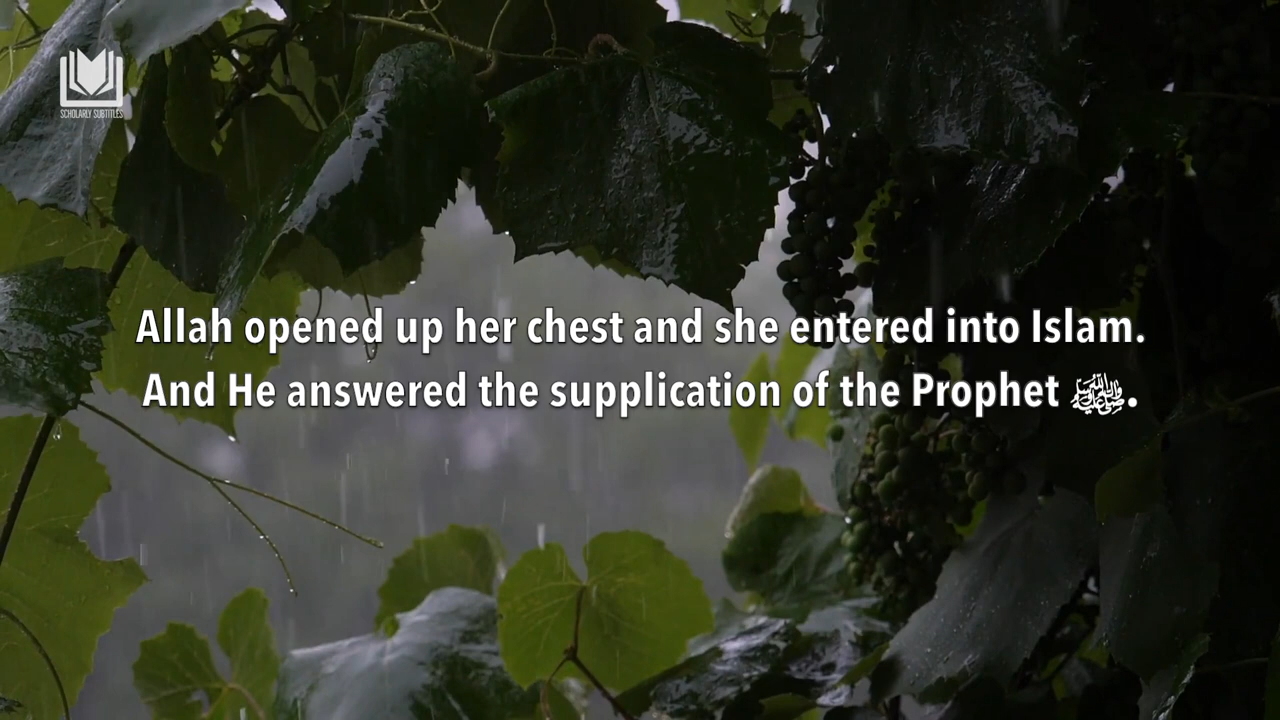 SCHOLARLY SUBTITLES
Allah opened up her chest and she entered into Islam.
And He answered the supplication of the Prophet ﷺ.